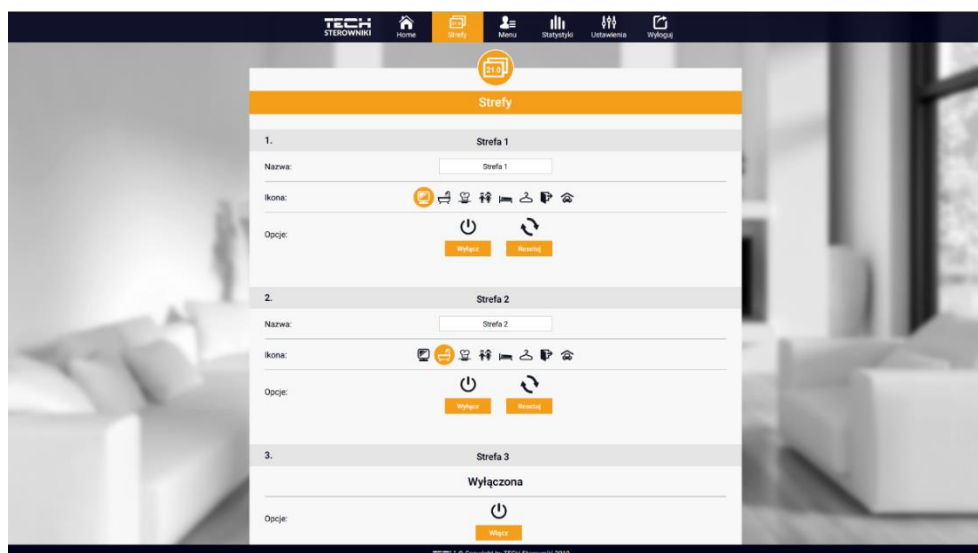 TECH
STEROWNIKI
Home
Strefy
Menu
Statystyki
Ustawienia
Wyloguj
21.0
Strefy
1. Strefa 1
Nazwa: Strefa 1
Ikona:
Opcje:
Wyłącz Resetuj
2. Strefa 2
Nazwa: Strefa 2
Ikona:
Opcje:
Wyłącz Resetuj
3. Strefa 3
Wyłączona
Opcje:
Włącz